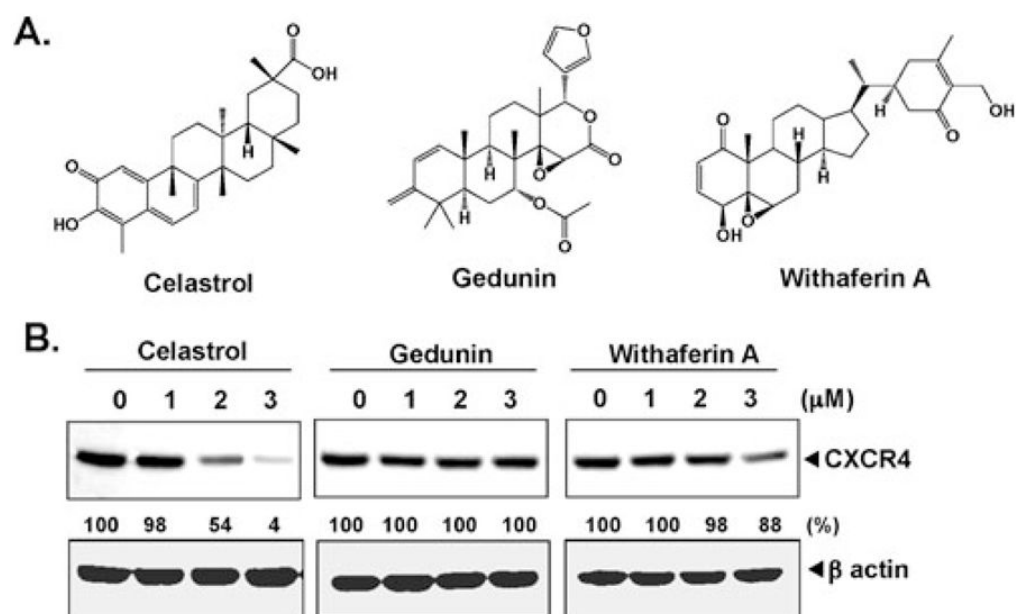 A.
O
OH
O
HO
Celastrol
O
O
O
O
H
H
O
O
Gedunin
O
O
OH
H
H
H
O
OH
Withaferin A
B.
Celastrol Gedunin Withaferin A
0 1 2 3 0 1 2 3 0 1 2 3 (μM)
◄CXCR4
100 98 54 4 100 100 100 100 100 100 98 88 (%)
◄β actin